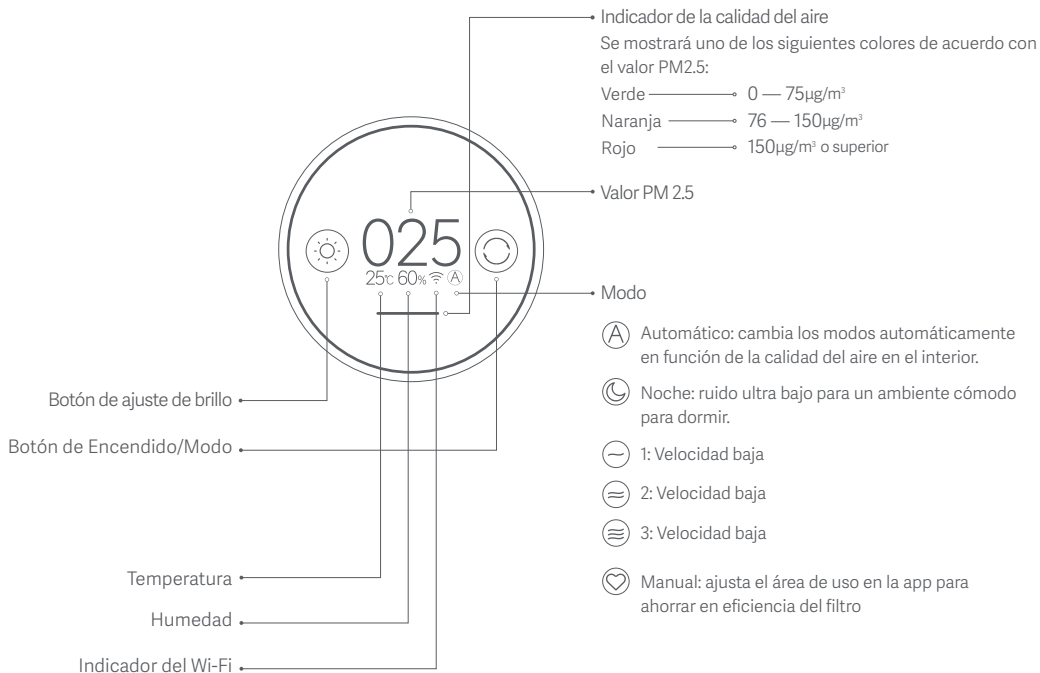 Indicador de la calidad del aire
Se mostrará uno de los siguientes colores de acuerdo con
el valor PM2.5:
Verde 0 — 75µg/m³
Naranja 76 — 150µg/m³
Rojo 150µg/m³ o superior
Valor PM 2.5
025
25℃ 60% A
Modo
A Automático: cambia los modos automáticamente
en función de la calidad del aire en el interior.
Noche: ruido ultra bajo para un ambiente cómodo
para dormir.
1: Velocidad baja
2: Velocidad baja
3: Velocidad baja
Manual: ajusta el área de uso en la app para
ahorrar en eficiencia del filtro
Botón de ajuste de brillo
Botón de Encendido/Modo
Temperatura
Humedad
Indicador del Wi-Fi